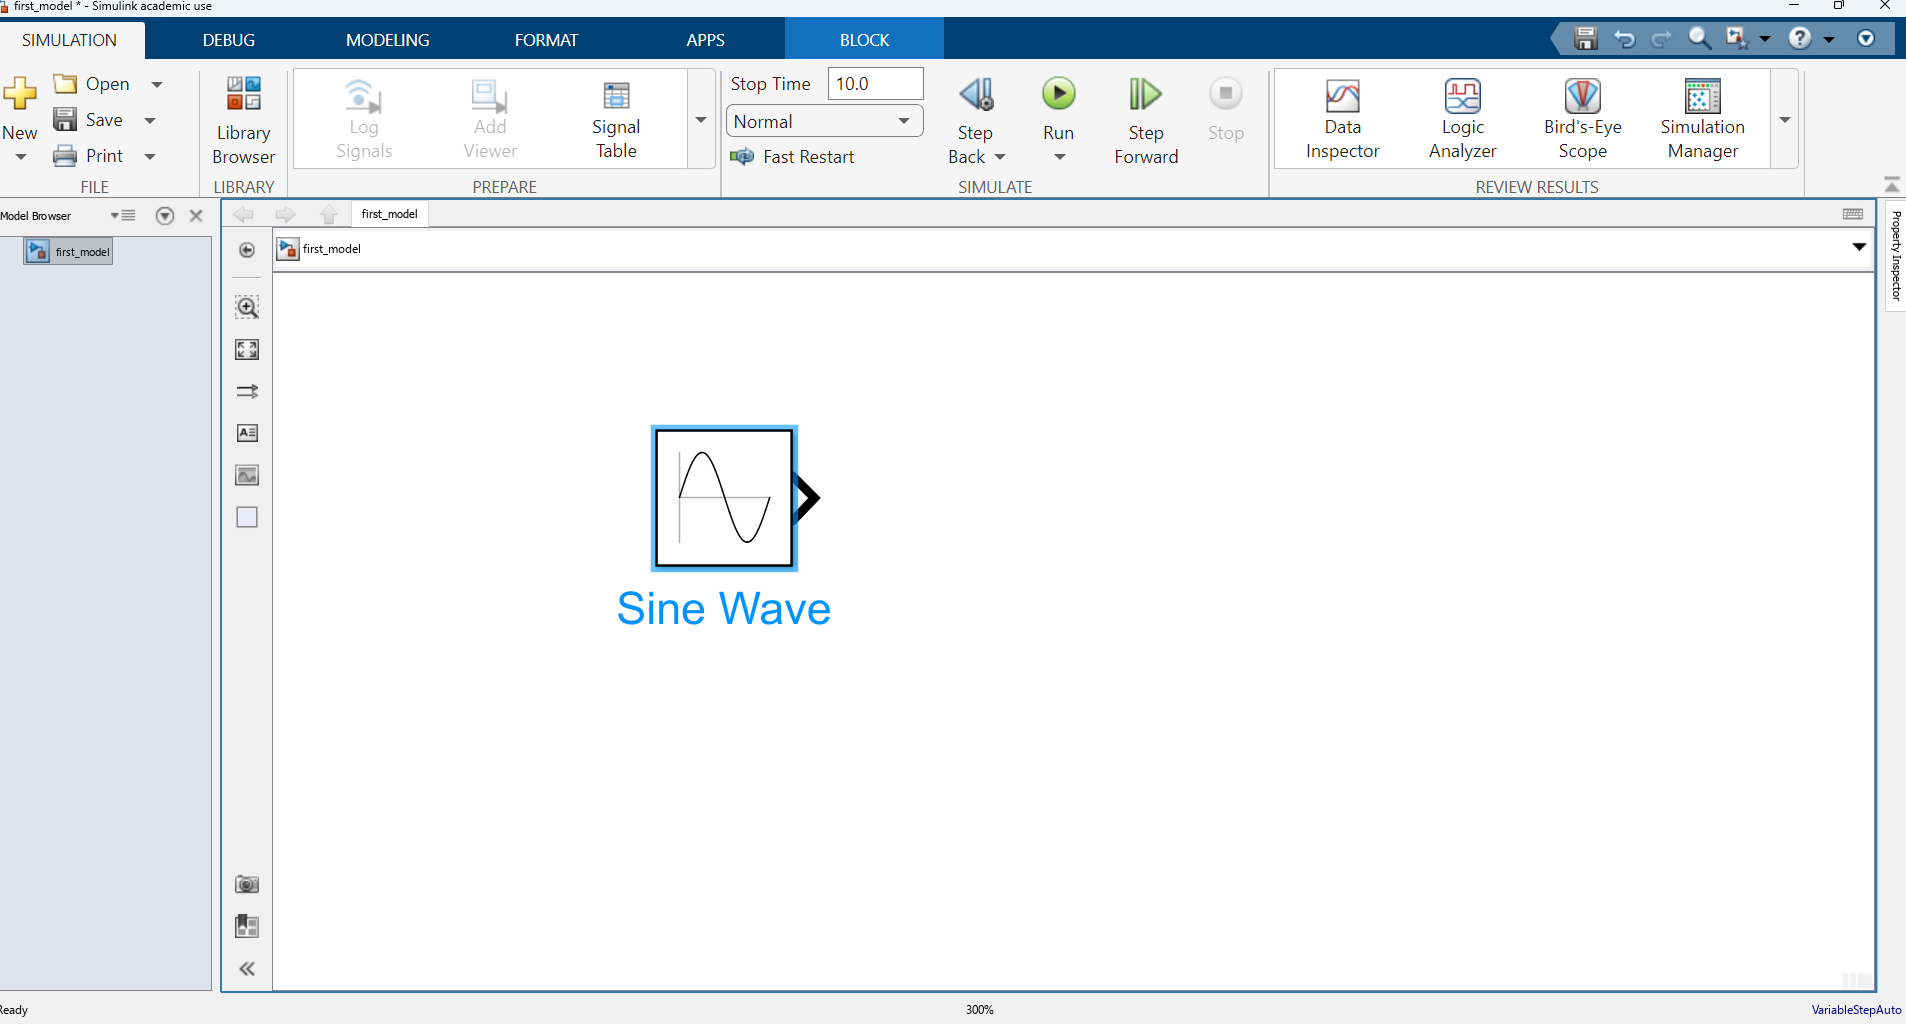 first_model * - Simulink academic use
SIMULATION DEBUG MODELING FORMAT APPS BLOCK
New
Open
Save
Print
FILE
Library
Browser
LIBRARY
Log
Signals
Add
Viewer
Signal
Table
PREPARE
Stop Time 10.0
Normal
Fast Restart
Step
Back
Run
Step
Forward
Stop
SIMULATE
Data
Inspector
Logic
Analyzer
Bird's-Eye
Scope
Simulation
Manager
REVIEW RESULTS
Model Browser
first_model
first_model
first_model
Property Inspector
Sine Wave
Ready
300%
VariableStepAuto